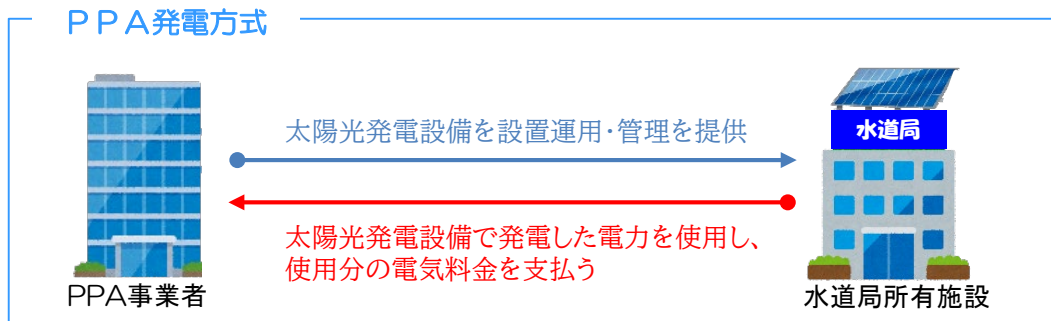 ＰＰＡ発電方式
水道局
太陽光発電設備を設置運用・管理を提供
太陽光発電設備で発電した電力を使用し、
使用分の電気料金を支払う
PPA事業者
水道局所有施設